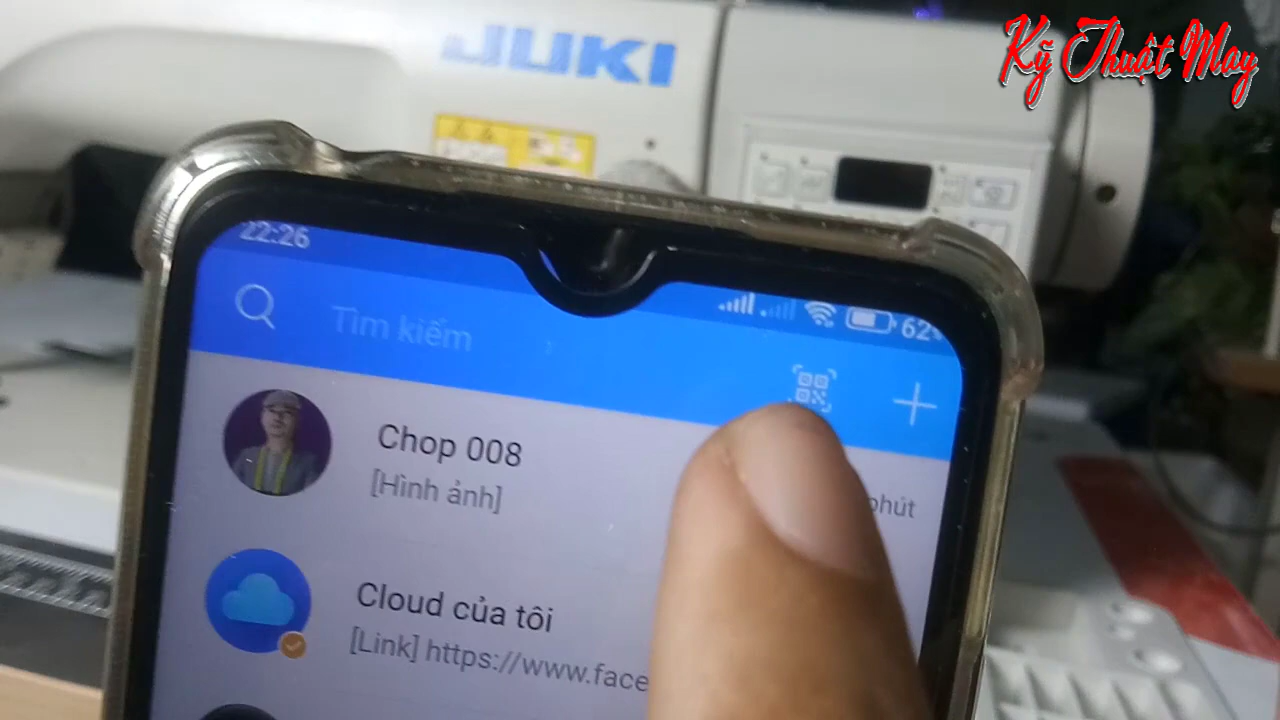 JUKI
Kỹ Thuật May
22:26
62
Tìm kiếm
Chop 008
[Hình ảnh]
phút
Cloud của tôi
[Link] https://www.face